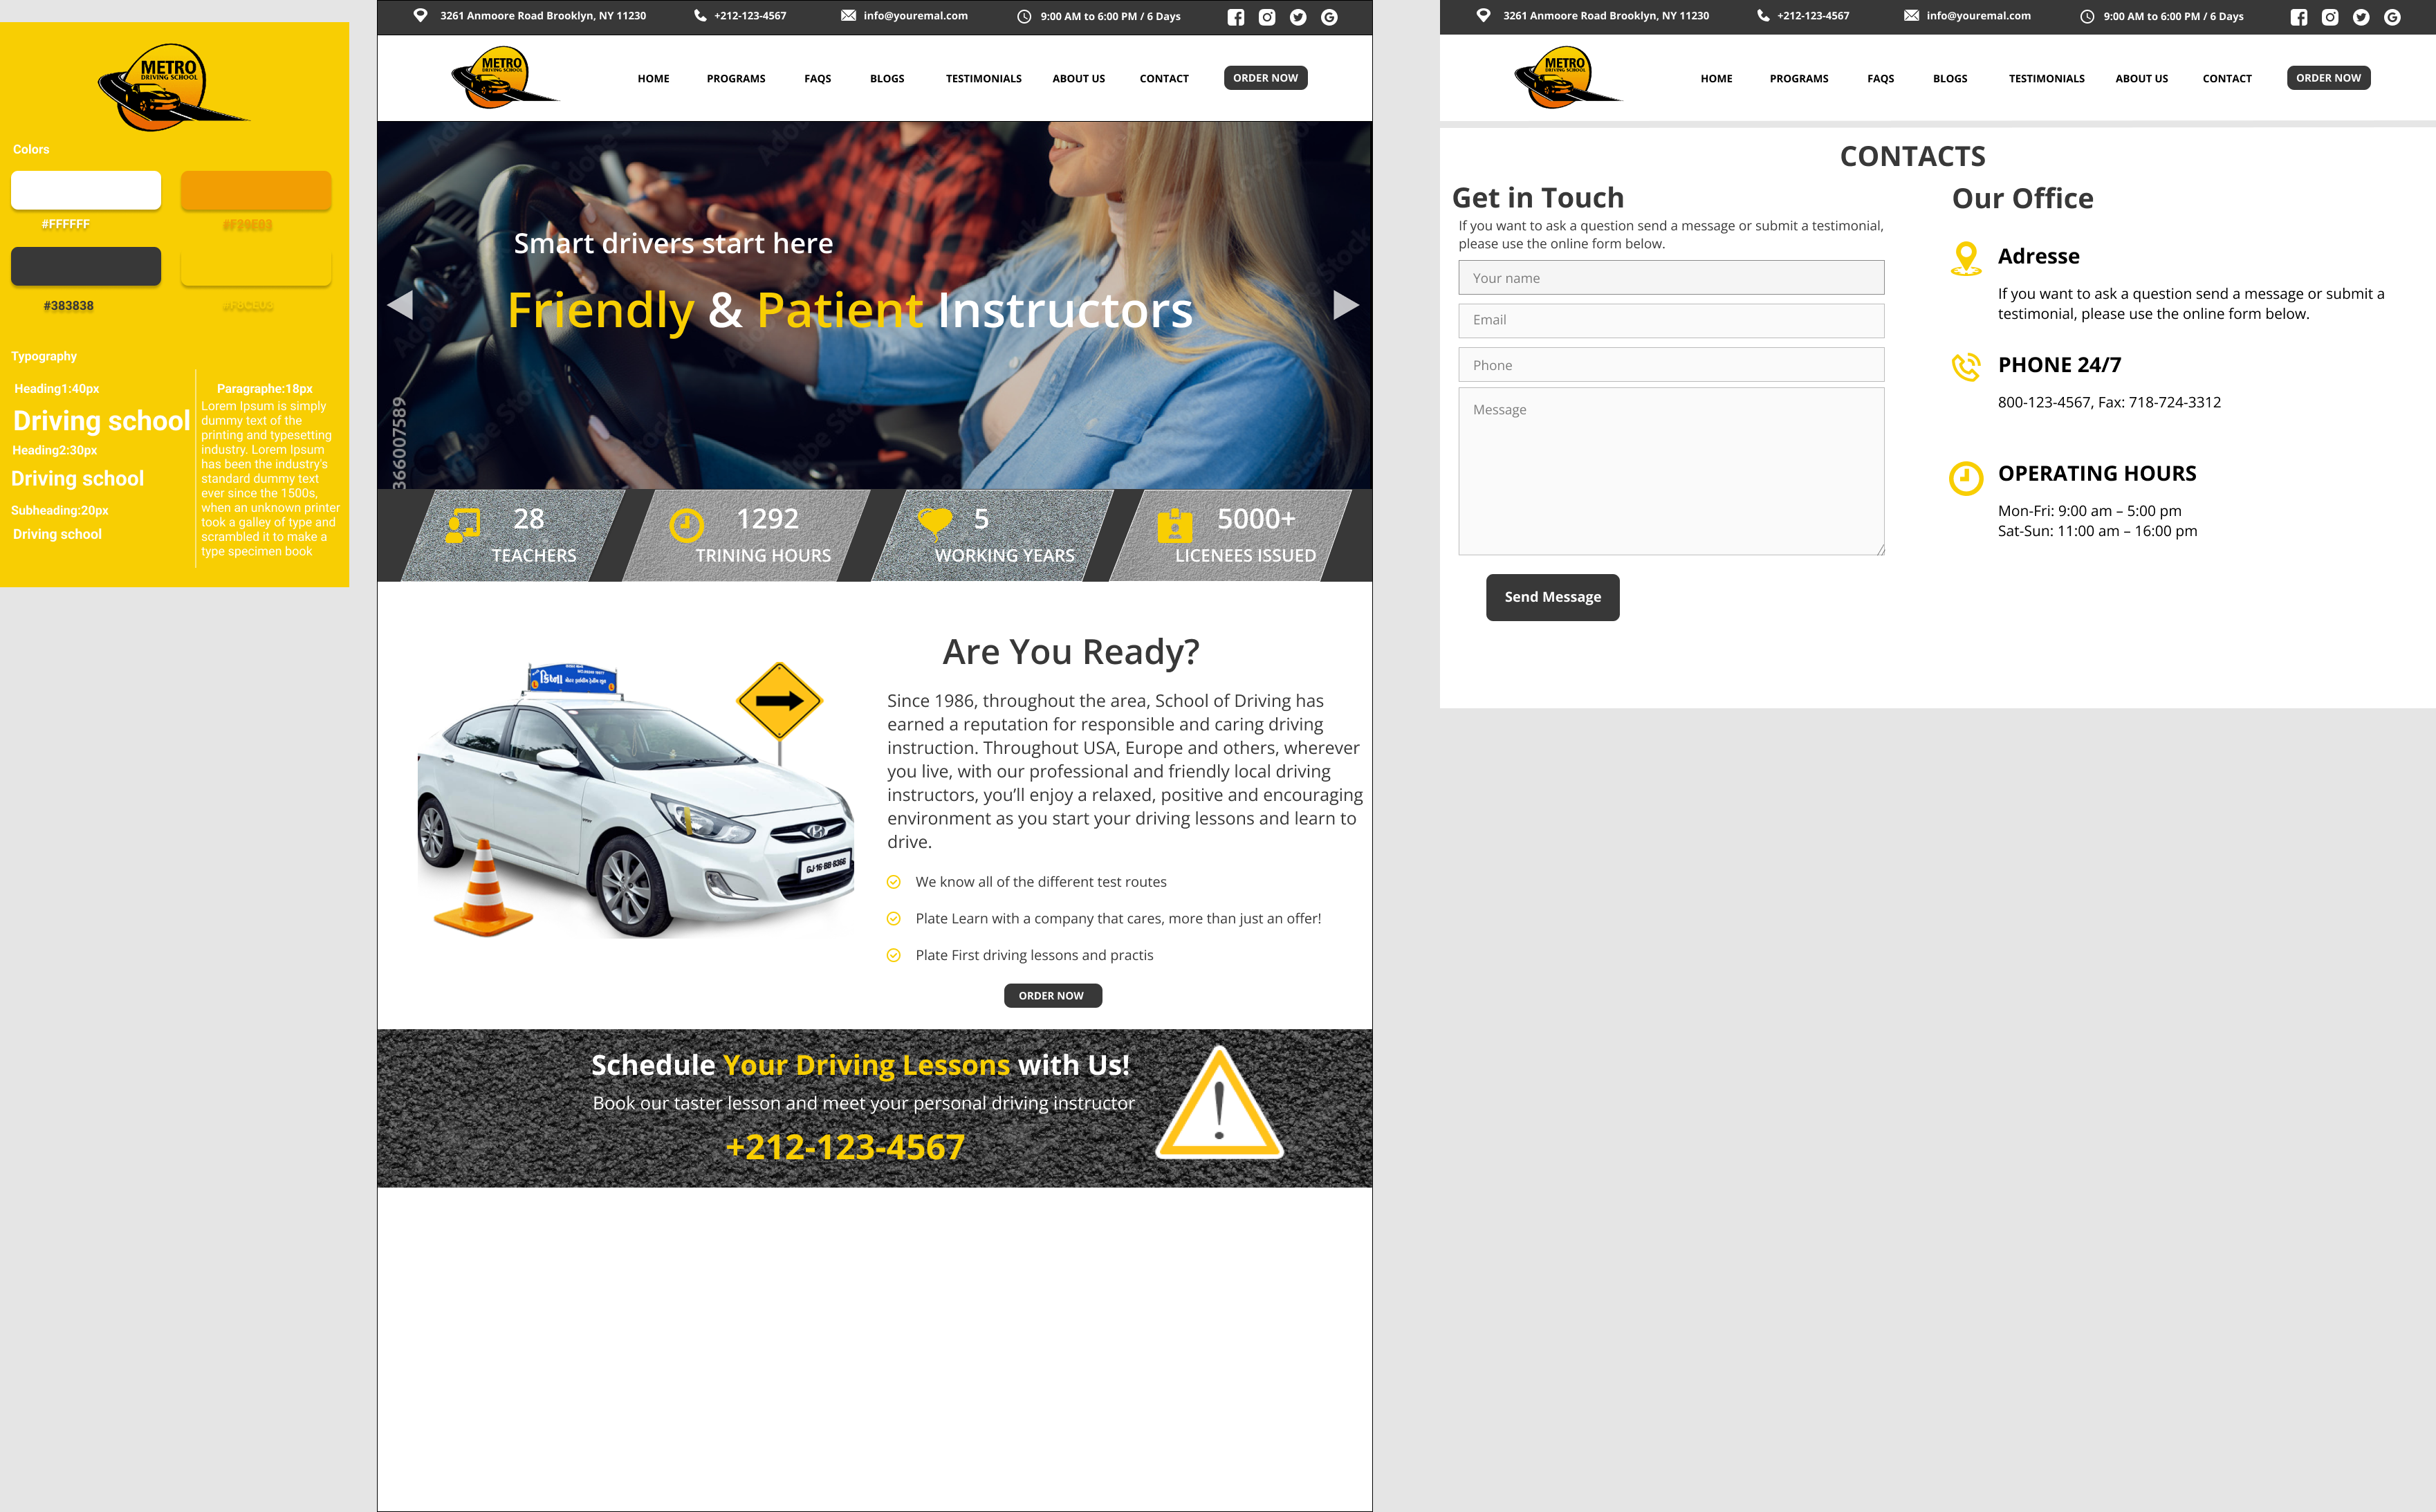 METRO
DRIVING SCHOOL
Colors
#FFFFFF
#F29E03
#383838
Typography
Heading1:40px
Driving school
Heading2:30px
Driving school
Subheading:20px
Driving school
Paragraphe:18px
Lorem Ipsum is simply
dummy text of the
printing and typesetting
industry. Lorem Ipsum
has been the industry's
standard dummy text
ever since the 1500s,
when an unknown printer
took a galley of type and
scrambled it to make a
type specimen book
3261 Anmoore Road Brooklyn, NY 11230 +212-123-4567 info@youremal.com 9:00 AM to 6:00 PM / 6 Days
METRO
DRIVING SCHOOL
HOME PROGRAMS FAQS BLOGS TESTIMONIALS ABOUT US CONTACT ORDER NOW
Smart drivers start here
Friendly & Patient Instructors
366007589
Adobe Stock
28
TEACHERS
1292
TRINING HOURS
5
WORKING YEARS
5000+
LICENEES ISSUED
GJ-16-BB-8366
Are You Ready?
Since 1986, throughout the area, School of Driving has
earned a reputation for responsible and caring driving
instruction. Throughout USA, Europe and others, wherever
you live, with our professional and friendly local driving
instructors, you'll enjoy a relaxed, positive and encouraging
environment as you start your driving lessons and learn to
drive.
We know all of the different test routes
Plate Learn with a company that cares, more than just an offer!
Plate First driving lessons and practis
ORDER NOW
Schedule Your Driving Lessons with Us!
Book our taster lesson and meet your personal driving instructor
+212-123-4567
3261 Anmoore Road Brooklyn, NY 11230 +212-123-4567 info@youremal.com 9:00 AM to 6:00 PM / 6 Days
METRO
DRIVING SCHOOL
HOME PROGRAMS FAQS BLOGS TESTIMONIALS ABOUT US CONTACT ORDER NOW
CONTACTS
Get in Touch
If you want to ask a question send a message or submit a testimonial,
please use the online form below.
Your name
Email
Phone
Message
Send Message
Our Office
Adresse
If you want to ask a question send a message or submit a
testimonial, please use the online form below.
PHONE 24/7
800-123-4567, Fax: 718-724-3312
OPERATING HOURS
Mon-Fri: 9:00 am – 5:00 pm
Sat-Sun: 11:00 am – 16:00 pm